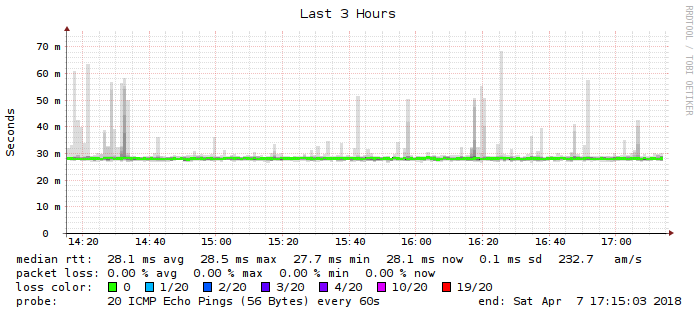 Last 3 Hours
RRDTOOL / TOBI OETIKER
Seconds
70 m
60 m
50 m
40 m
30 m
20 m
10 m
0
14:20 14:40 15:00 15:20 15:40 16:00 16:20 16:40 17:00
median rtt: 28.1 ms avg 28.5 ms max 27.7 ms min 28.1 ms now 0.1 ms sd 232.7 am/s
packet loss: 0.00 % avg 0.00 % max 0.00 % min 0.00 % now
loss color: 0 1/20 2/20 3/20 4/20 10/20 19/20
probe: 20 ICMP Echo Pings (56 Bytes) every 60s end: Sat Apr 7 17:15:03 2018